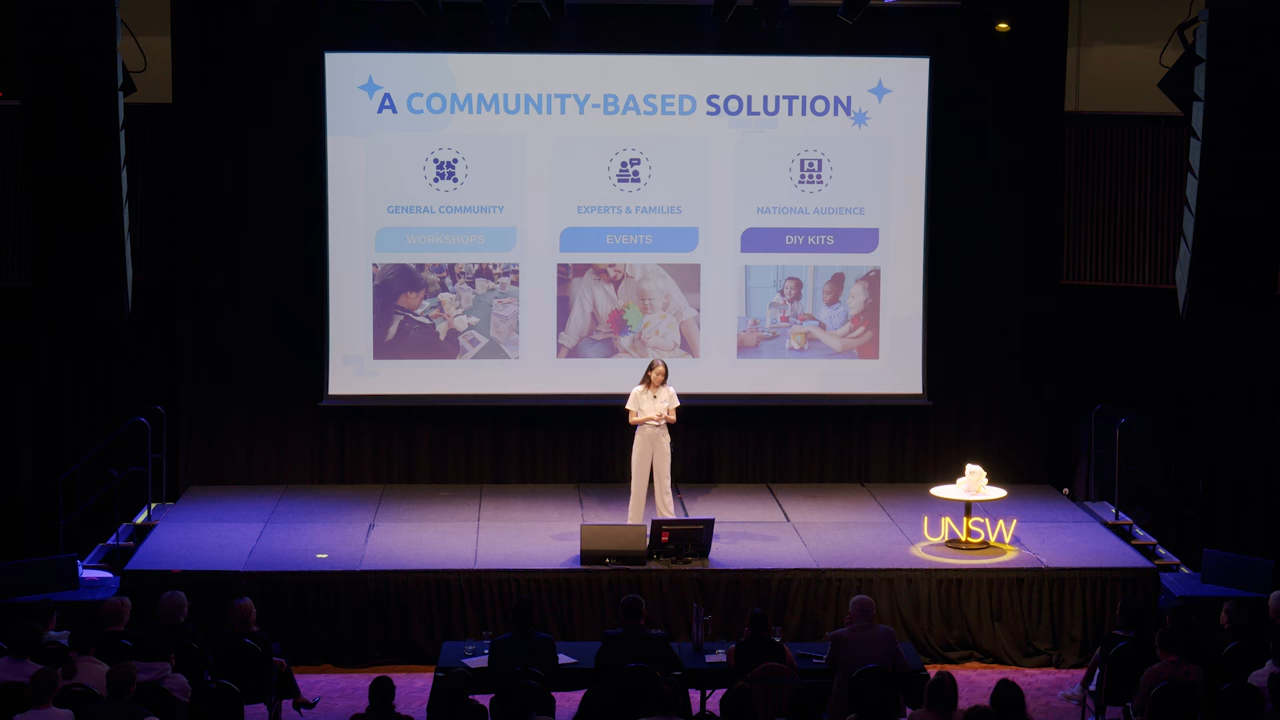 A COMMUNITY-BASED SOLUTION
GENERAL COMMUNITY
EXPERTS & FAMILIES
NATIONAL AUDIENCE
WORKSHOPS
EVENTS
DIY KITS
UNSW